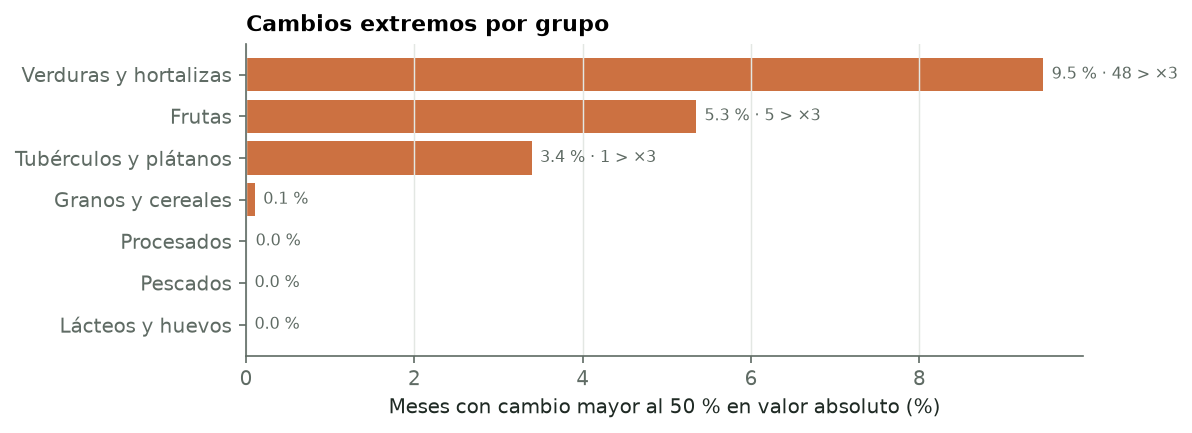 Cambios extremos por grupo
Verduras y hortalizas
9.5 % · 48 > ×3
Frutas
5.3 % · 5 > ×3
Tubérculos y plátanos
3.4 % · 1 > ×3
Granos y cereales
0.1 %
Procesados
0.0 %
Pescados
0.0 %
Lácteos y huevos
0.0 %
0 2 4 6 8
Meses con cambio mayor al 50 % en valor absoluto (%)